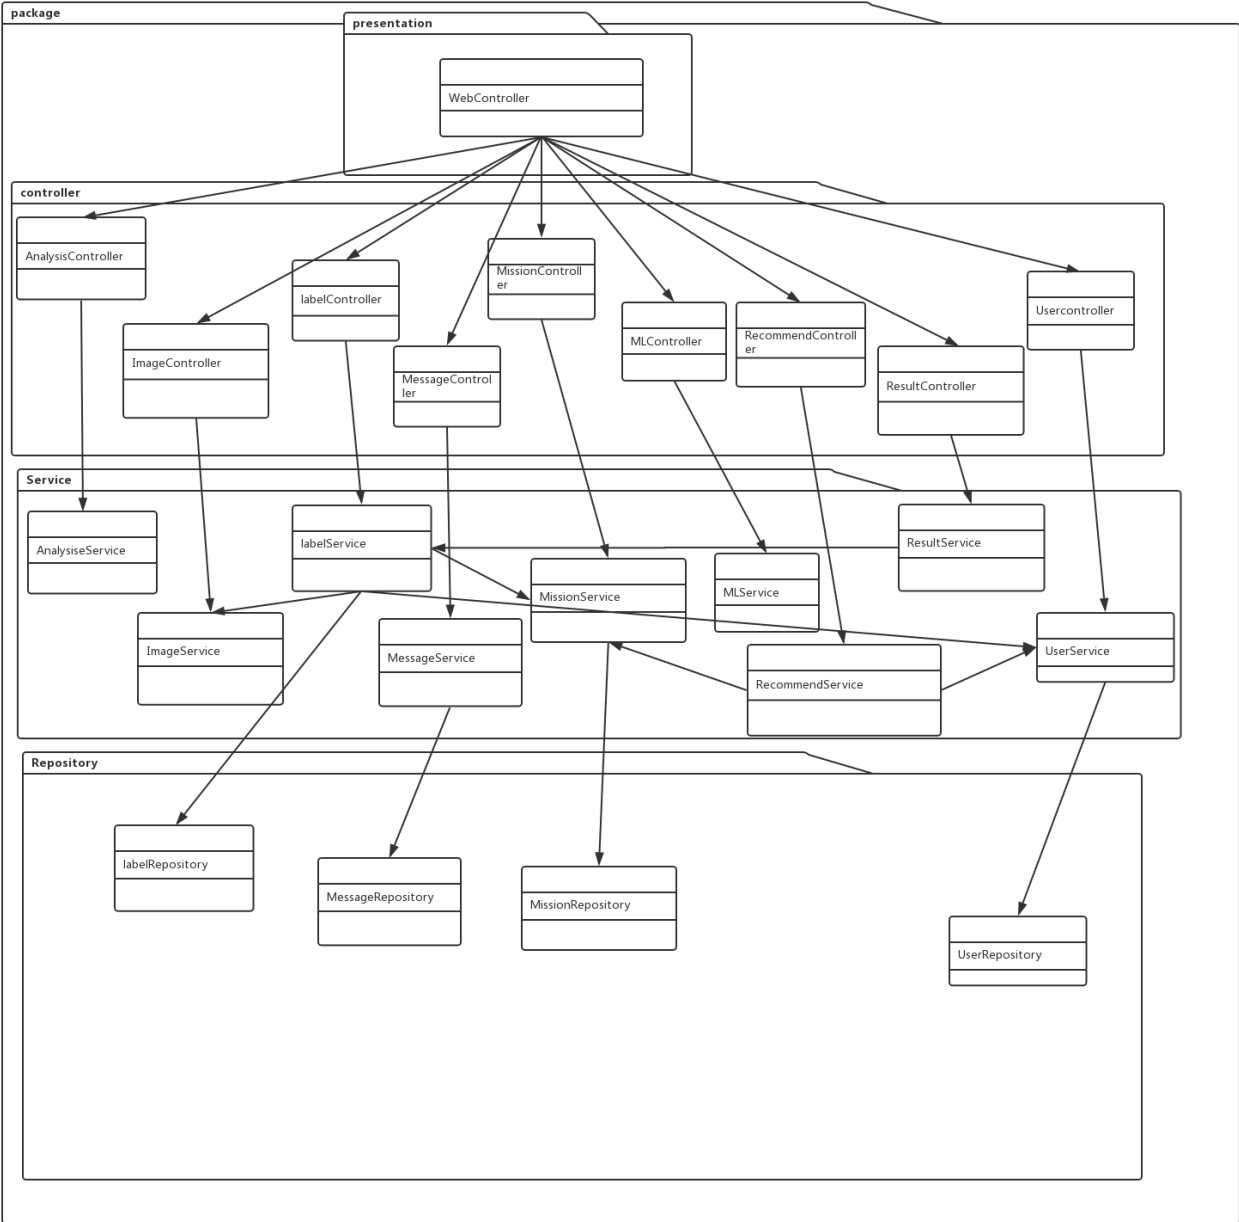 package
presentation
WebController
controller
AnalysisController
ImageController
labelController
MessageControl
ler
MissionControll
er
MLController
RecommendControll
er
ResultController
Usercontroller
Service
AnalysiseService
ImageService
labelService
MessageService
MissionService
MLService
RecommendService
ResultService
UserService
Repository
labelRepository
MessageRepository
MissionRepository
UserRepository